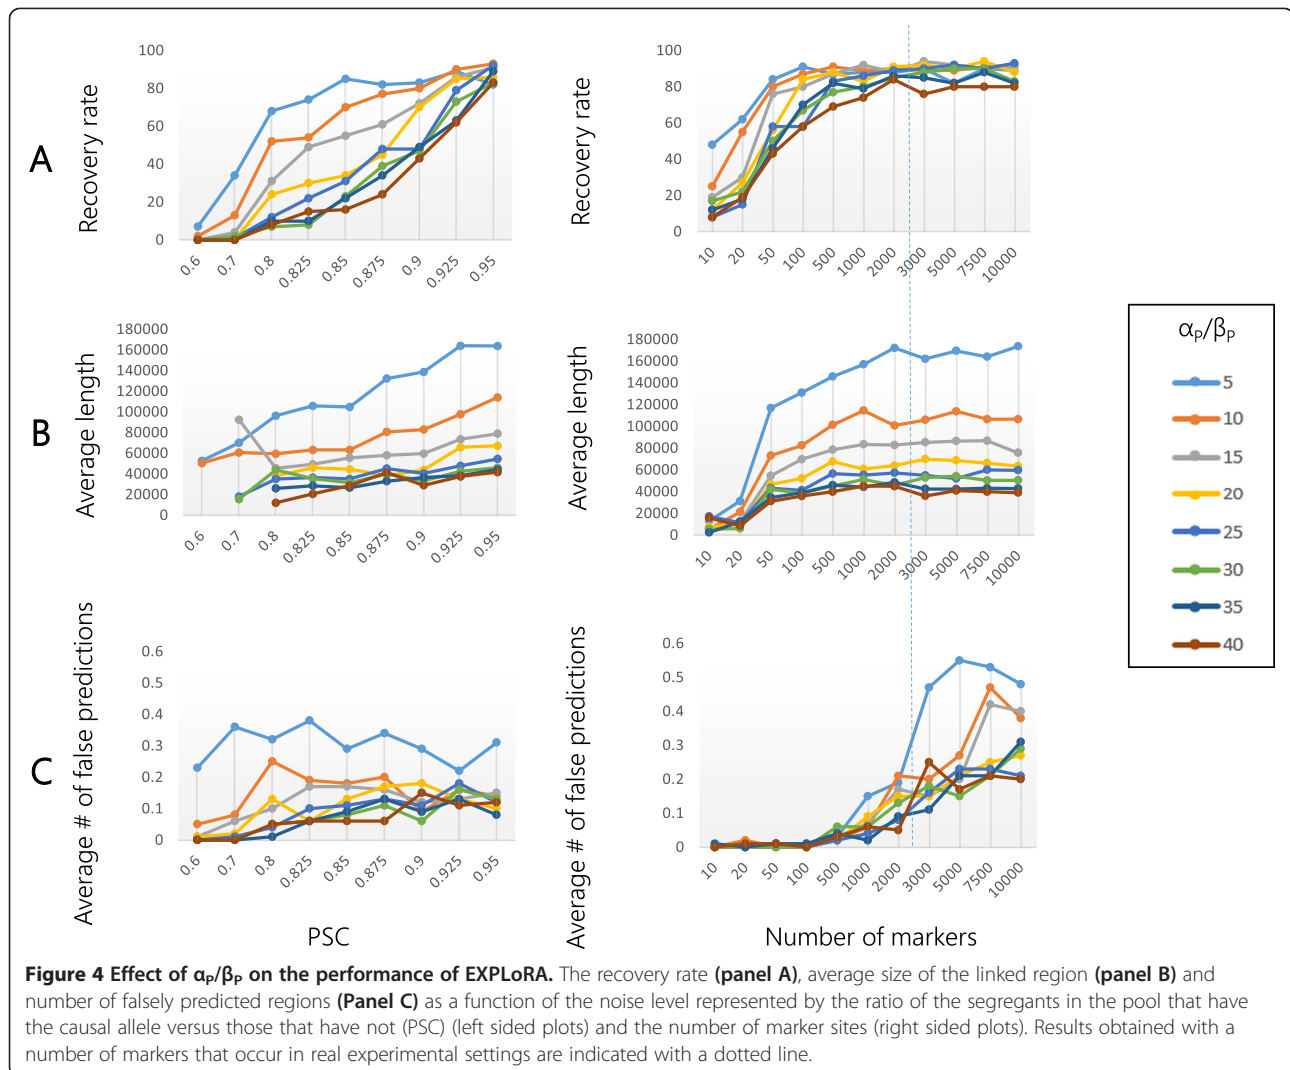 A
Recovery rate
100
80
60
40
20
0
0.6 0.7 0.8 0.825 0.85 0.875 0.9 0.925 0.95
Recovery rate
100
80
60
40
20
0
10 20 50 100 500 1000 2000 3000 5000 7500 10000
B
Average length
180000
160000
140000
120000
100000
80000
60000
40000
20000
0
0.6 0.7 0.8 0.825 0.85 0.875 0.9 0.925 0.95
Average length
180000
160000
140000
120000
100000
80000
60000
40000
20000
0
10 20 50 100 500 1000 2000 3000 5000 7500 10000
C
Average # of false predictions
0.6
0.5
0.4
0.3
0.2
0.1
0
0.6 0.7 0.8 0.825 0.85 0.875 0.9 0.925 0.95
PSC
Average # of false predictions
0.6
0.5
0.4
0.3
0.2
0.1
0
10 20 50 100 500 1000 2000 3000 5000 7500 10000
Number of markers
αP/βP
5
10
15
20
25
30
35
40
Figure 4 Effect of αP/βP on the performance of EXPLoRA. The recovery rate (panel A), average size of the linked region (panel B) and
number of falsely predicted regions (Panel C) as a function of the noise level represented by the ratio of the segregants in the pool that have
the causal allele versus those that have not (PSC) (left sided plots) and the number of marker sites (right sided plots). Results obtained with a
number of markers that occur in real experimental settings are indicated with a dotted line.